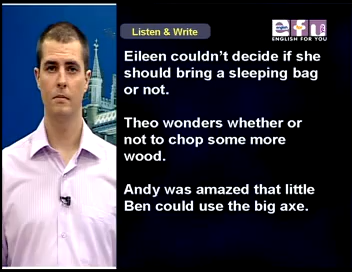 Listen & Write
efu
ENGLISH FOR YOU
Eileen couldn't decide if she
should bring a sleeping bag
or not.
Theo wonders whether or
not to chop some more
wood.
Andy was amazed that little
Ben could use the big axe.